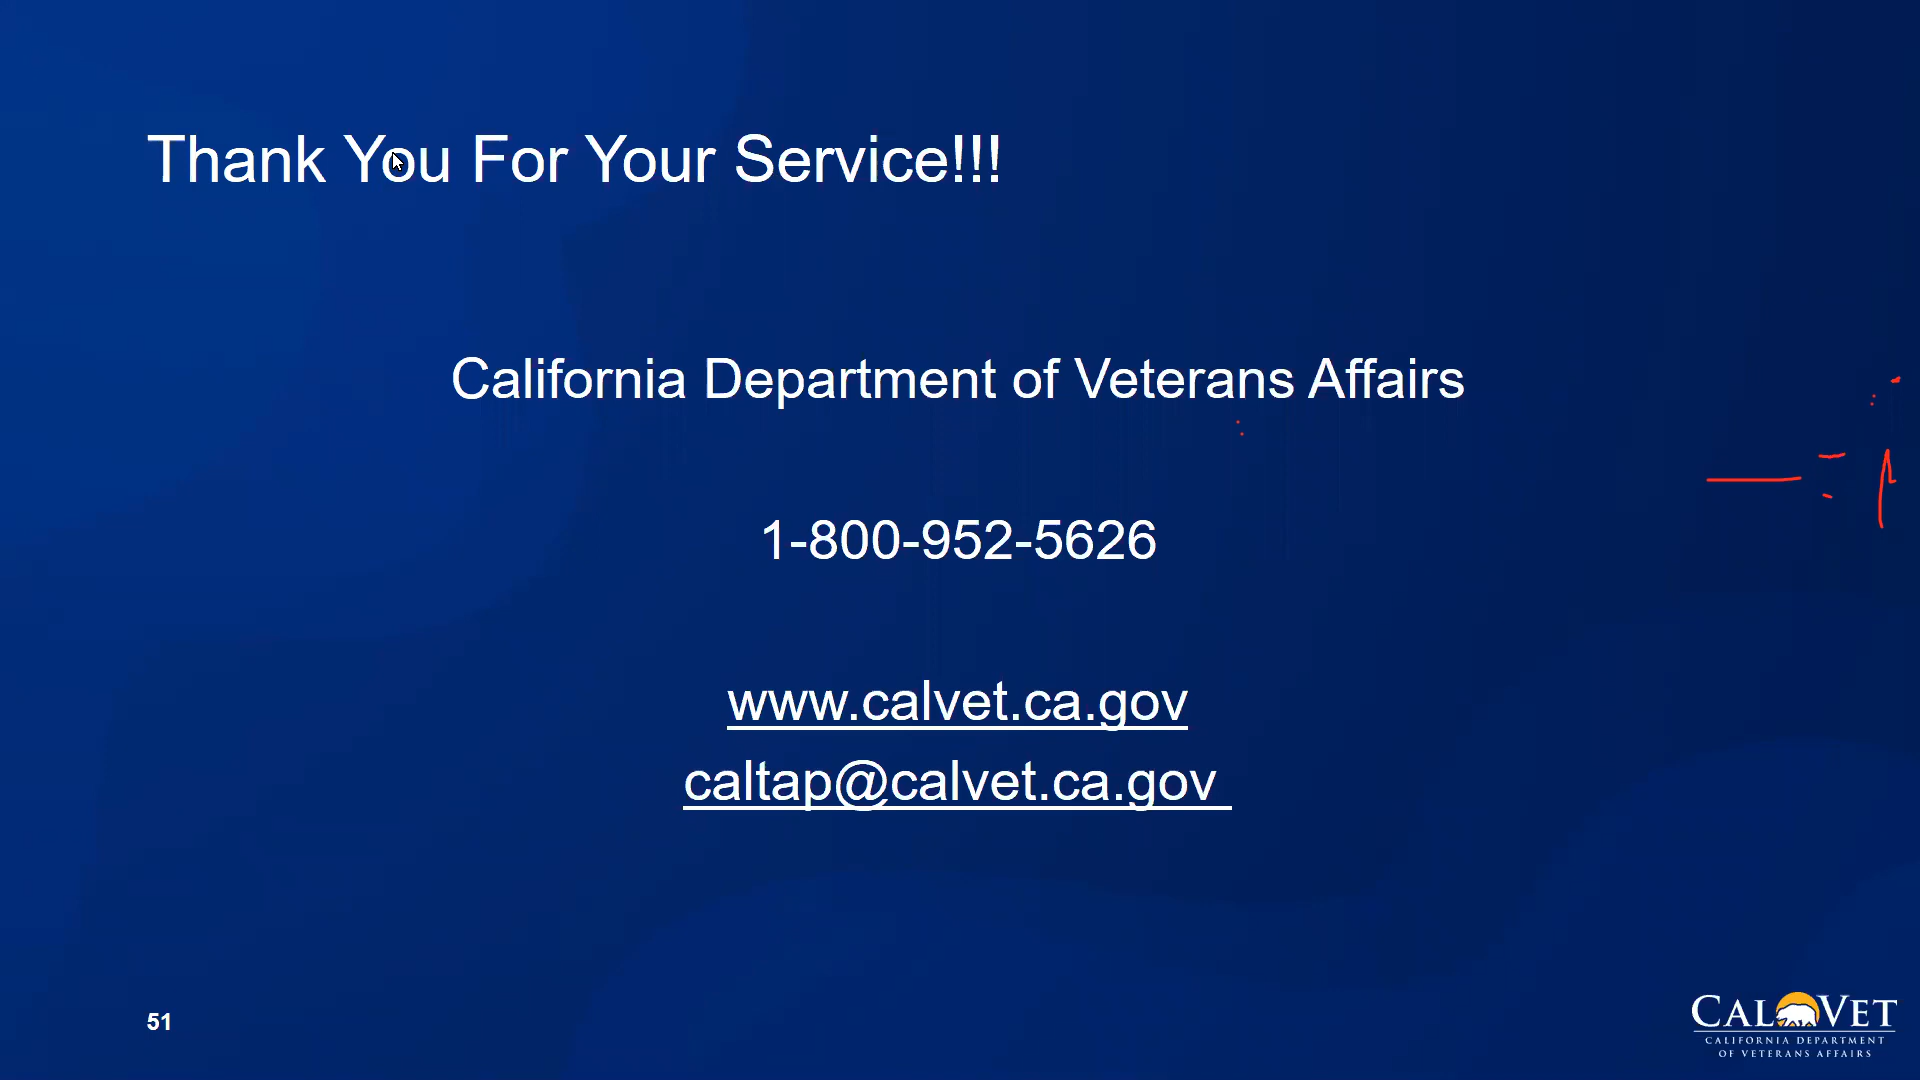 Thank You For Your Service!!!
California Department of Veterans Affairs
1-800-952-5626
www.calvet.ca.gov
caltap@calvet.ca.gov
51
CALVET
CALIFORNIA DEPARTMENT
OF VETERANS AFFAIRS